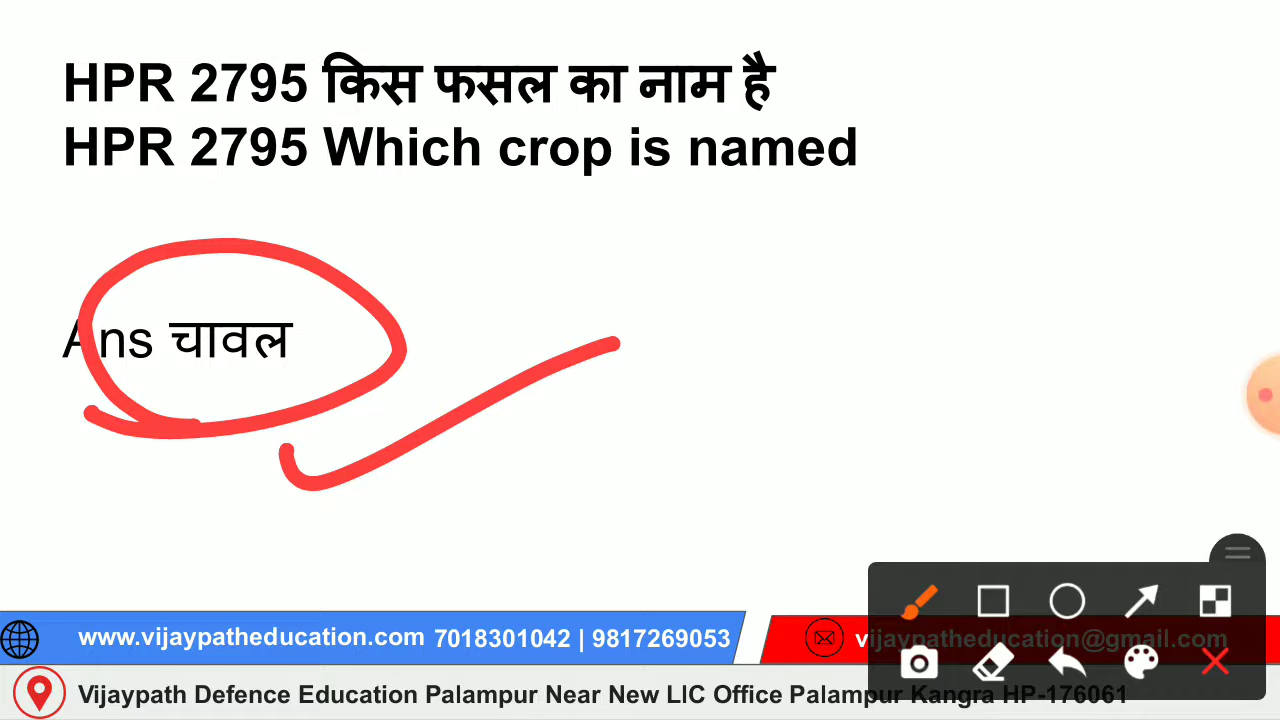 HPR 2795 किस फसल का नाम है
HPR 2795 Which crop is named
Ans चावल
www.vijaypatheducation.com 7018301042 | 9817269053
vijaypatheducation@gmail.com
Vijaypath Defence Education Palampur Near New LIC Office Palampur Kangra HP-176061